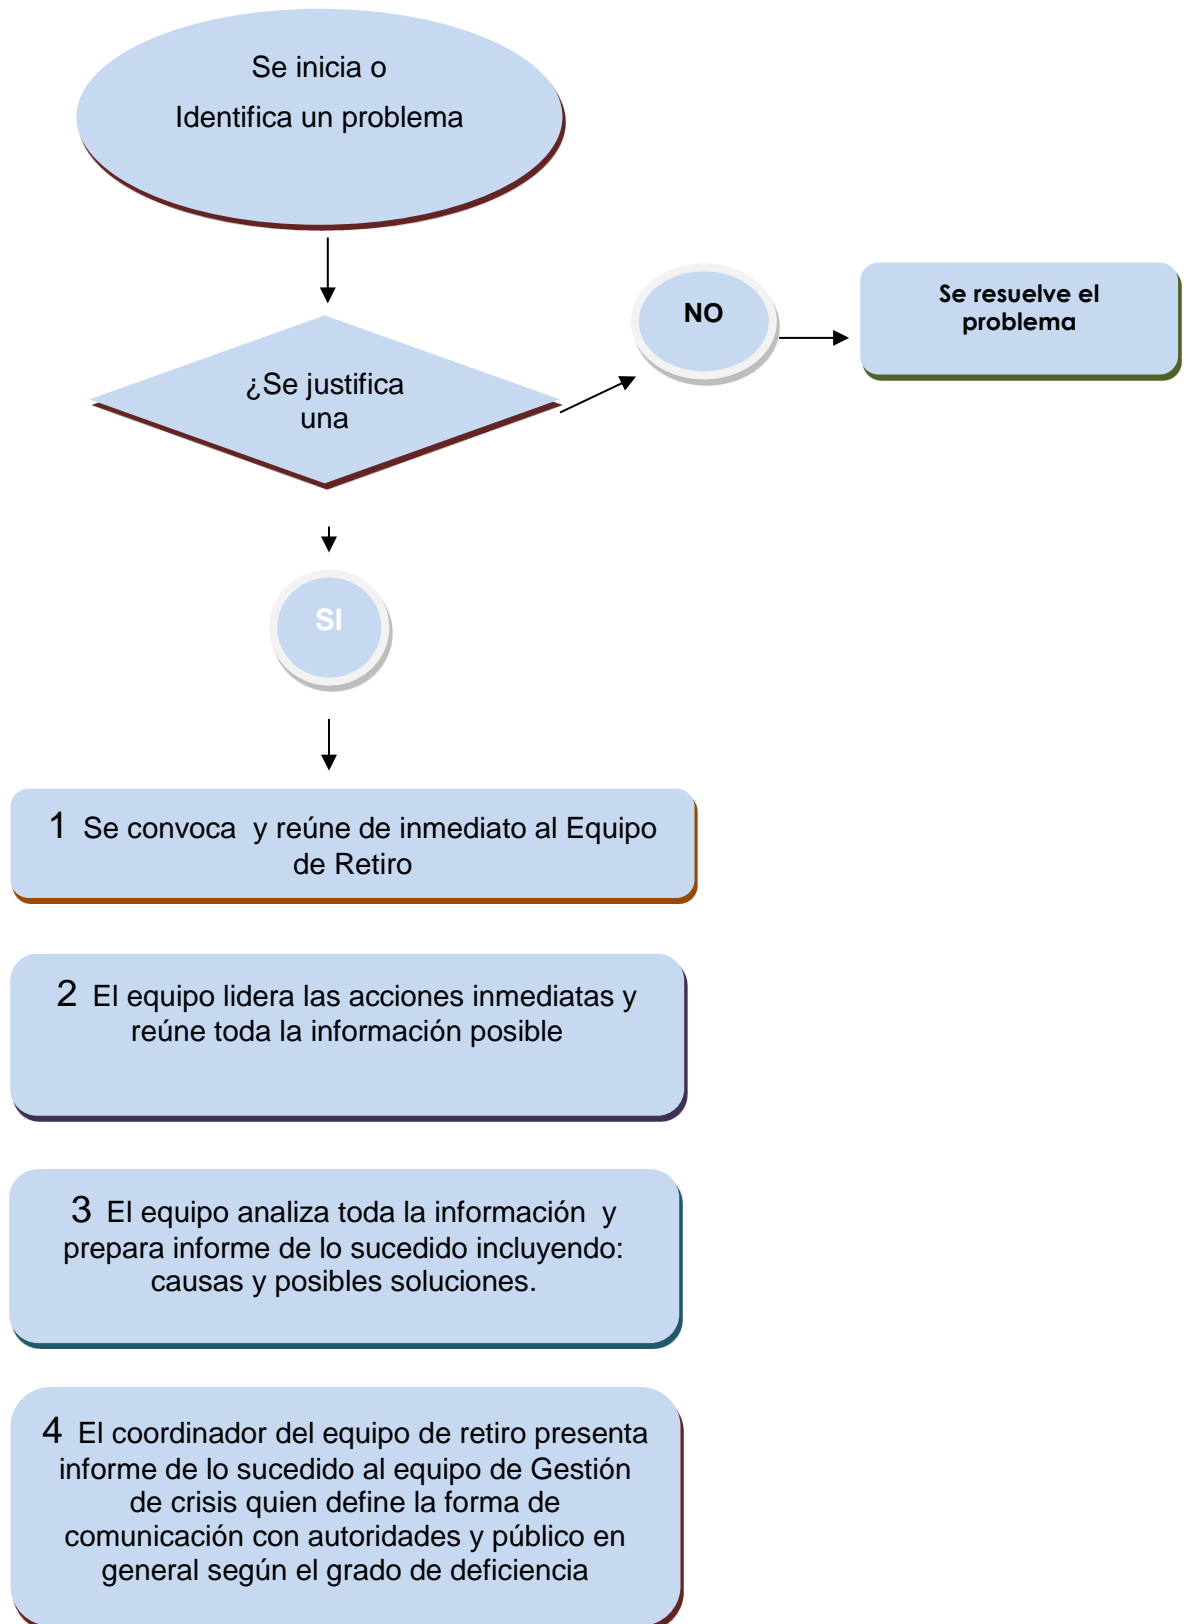 Se inicia o
Identifica un problema
NO
Se resuelve el
problema
¿Se justifica
una
SI
1 Se convoca y reúne de inmediato al Equipo
de Retiro
2 El equipo lidera las acciones inmediatas y
reúne toda la información posible
3 El equipo analiza toda la información y
prepara informe de lo sucedido incluyendo:
causas y posibles soluciones.
4 El coordinador del equipo de retiro presenta
informe de lo sucedido al equipo de Gestión
de crisis quien define la forma de
comunicación con autoridades y público en
general según el grado de deficiencia